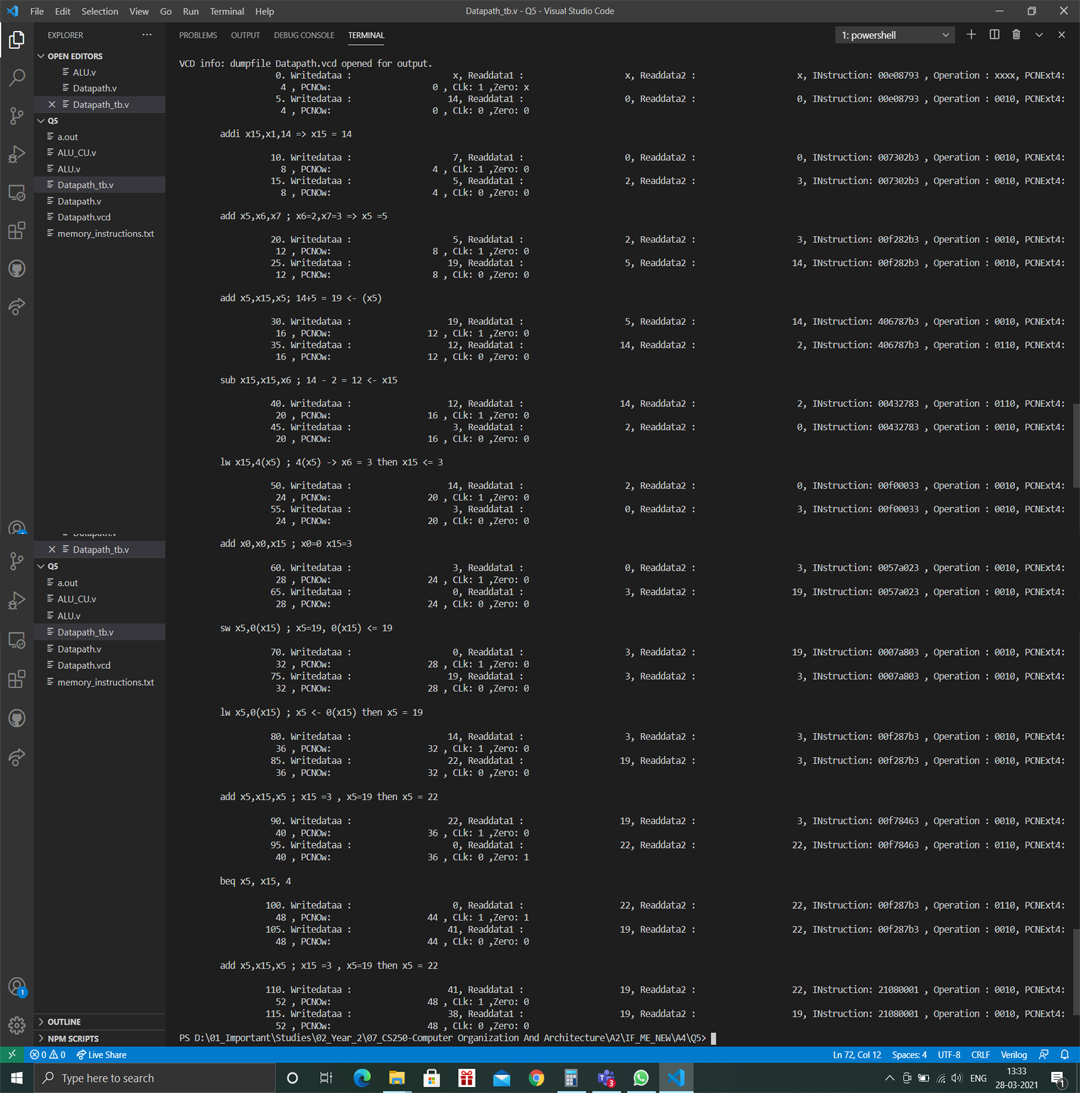 File Edit Selection View Go Run Terminal Help Datapath_tb.v - Q5 - Visual Studio Code
EXPLORER ... PROBLEMS OUTPUT DEBUG CONSOLE TERMINAL 1: powershell
OPEN EDITORS
ALU.v
Datapath.v
Datapath_tb.v
Q5
a.out
ALU_CU.v
ALU.v
Datapath_tb.v
Datapath.v
Datapath.vcd
memory_instructions.txt
Datapath.v
Datapath_tb.v
Q5
a.out
ALU_CU.v
ALU.v
Datapath_tb.v
Datapath.v
Datapath.vcd
memory_instructions.txt
OUTLINE
NPM SCRIPTS
VCD info: dumpfile Datapath.vcd opened for output.
0. Writedataa : x, Readdata1 : x, Readdata2 : x, INstruction: 00e08793 , Operation : xxxx, PCNExt4:
4 , PCNOw: 0 , CLk: 1 ,Zero: x
5. Writedataa : 14, Readdata1 : 0, Readdata2 : 0, INstruction: 00e08793 , Operation : 0010, PCNExt4:
4 , PCNOw: 0 , CLk: 0 ,Zero: 0
addi x15,x1,14 => x15 = 14
10. Writedataa : 7, Readdata1 : 0, Readdata2 : 0, INstruction: 007302b3 , Operation : 0010, PCNExt4:
8 , PCNOw: 4 , CLk: 1 ,Zero: 0
15. Writedataa : 5, Readdata1 : 2, Readdata2 : 3, INstruction: 007302b3 , Operation : 0010, PCNExt4:
8 , PCNOw: 4 , CLk: 0 ,Zero: 0
add x5,x6,x7 ; x6=2,x7=3 => x5 =5
20. Writedataa : 5, Readdata1 : 2, Readdata2 : 3, INstruction: 00f282b3 , Operation : 0010, PCNExt4:
12 , PCNOw: 8 , CLk: 1 ,Zero: 0
25. Writedataa : 19, Readdata1 : 5, Readdata2 : 14, INstruction: 00f282b3 , Operation : 0010, PCNExt4:
12 , PCNOw: 8 , CLk: 0 ,Zero: 0
add x5,x15,x5; 14+5 = 19 <- (x5)
30. Writedataa : 19, Readdata1 : 5, Readdata2 : 14, INstruction: 406787b3 , Operation : 0010, PCNExt4:
16 , PCNOw: 12 , CLk: 1 ,Zero: 0
35. Writedataa : 12, Readdata1 : 14, Readdata2 : 2, INstruction: 406787b3 , Operation : 0110, PCNExt4:
16 , PCNOw: 12 , CLk: 0 ,Zero: 0
sub x15,x15,x6 ; 14 - 2 = 12 <- x15
40. Writedataa : 12, Readdata1 : 14, Readdata2 : 2, INstruction: 00432783 , Operation : 0110, PCNExt4:
20 , PCNOw: 16 , CLk: 1 ,Zero: 0
45. Writedataa : 3, Readdata1 : 2, Readdata2 : 0, INstruction: 00432783 , Operation : 0010, PCNExt4:
20 , PCNOw: 16 , CLk: 0 ,Zero: 0
lw x15,4(x5) ; 4(x5) -> x6 = 3 then x15 <= 3
50. Writedataa : 14, Readdata1 : 2, Readdata2 : 0, INstruction: 00f00033 , Operation : 0010, PCNExt4:
24 , PCNOw: 20 , CLk: 1 ,Zero: 0
55. Writedataa : 3, Readdata1 : 0, Readdata2 : 3, INstruction: 00f00033 , Operation : 0010, PCNExt4:
24 , PCNOw: 20 , CLk: 0 ,Zero: 0
add x0,x0,x15 ; x0=0 x15=3
60. Writedataa : 3, Readdata1 : 0, Readdata2 : 3, INstruction: 0057a023 , Operation : 0010, PCNExt4:
28 , PCNOw: 24 , CLk: 1 ,Zero: 0
65. Writedataa : 0, Readdata1 : 3, Readdata2 : 19, INstruction: 0057a023 , Operation : 0010, PCNExt4:
28 , PCNOw: 24 , CLk: 0 ,Zero: 0
sw x5,0(x15) ; x5=19, 0(x15) <= 19
70. Writedataa : 0, Readdata1 : 3, Readdata2 : 19, INstruction: 0007a803 , Operation : 0010, PCNExt4:
32 , PCNOw: 28 , CLk: 1 ,Zero: 0
75. Writedataa : 19, Readdata1 : 3, Readdata2 : 3, INstruction: 0007a803 , Operation : 0010, PCNExt4:
32 , PCNOw: 28 , CLk: 0 ,Zero: 0
lw x5,0(x15) ; x5 <- 0(x15) then x5 = 19
80. Writedataa : 14, Readdata1 : 3, Readdata2 : 3, INstruction: 00f287b3 , Operation : 0010, PCNExt4:
36 , PCNOw: 32 , CLk: 1 ,Zero: 0
85. Writedataa : 22, Readdata1 : 19, Readdata2 : 3, INstruction: 00f287b3 , Operation : 0010, PCNExt4:
36 , PCNOw: 32 , CLk: 0 ,Zero: 0
add x5,x15,x5 ; x15 =3 , x5=19 then x5 = 22
90. Writedataa : 22, Readdata1 : 19, Readdata2 : 3, INstruction: 00f78463 , Operation : 0010, PCNExt4:
40 , PCNOw: 36 , CLk: 1 ,Zero: 0
95. Writedataa : 0, Readdata1 : 22, Readdata2 : 22, INstruction: 00f78463 , Operation : 0110, PCNExt4:
40 , PCNOw: 36 , CLk: 0 ,Zero: 1
beq x5, x15, 4
100. Writedataa : 0, Readdata1 : 22, Readdata2 : 22, INstruction: 00f287b3 , Operation : 0110, PCNExt4:
48 , PCNOw: 44 , CLk: 1 ,Zero: 1
105. Writedataa : 41, Readdata1 : 19, Readdata2 : 22, INstruction: 00f287b3 , Operation : 0010, PCNExt4:
48 , PCNOw: 44 , CLk: 0 ,Zero: 0
add x5,x15,x5 ; x15 =3 , x5=19 then x5 = 22
110. Writedataa : 41, Readdata1 : 19, Readdata2 : 22, INstruction: 21080001 , Operation : 0010, PCNExt4:
52 , PCNOw: 48 , CLk: 1 ,Zero: 0
115. Writedataa : 38, Readdata1 : 19, Readdata2 : 19, INstruction: 21080001 , Operation : 0010, PCNExt4:
52 , PCNOw: 48 , CLk: 0 ,Zero: 0
PS D:\01_Important\Studies\02_Year_2\07_CS250-Computer Organization And Architecture\A2\IF_ME_NEW\A4\Q5>
1
0 0 Live Share Ln 72, Col 12 Spaces: 4 UTF-8 CRLF Verilog
Type here to search 3 ENG 13:33
28-03-2021 1